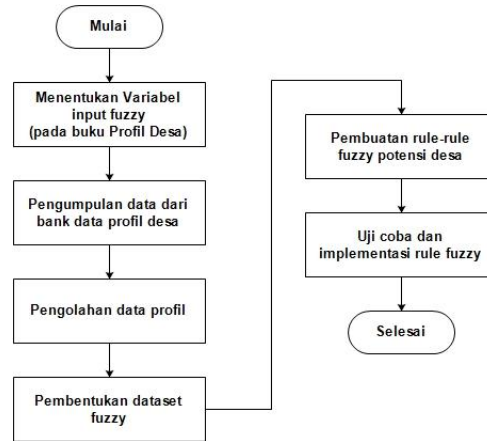 Mulai
Menentukan Variabel
input fuzzy
(pada buku Profil Desa)
Pengumpulan data dari
bank data profil desa
Pengolahan data profil
Pembentukan dataset
fuzzy
Pembuatan rule-rule
fuzzy potensi desa
Uji coba dan
implementasi rule fuzzy
Selesai